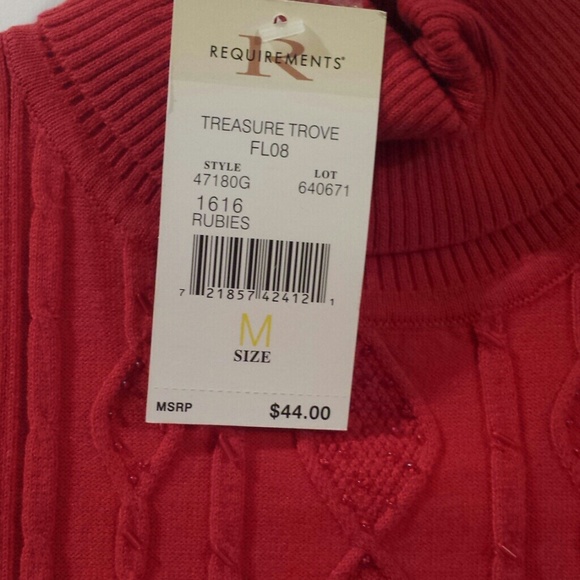 R
REQUIREMENTS®
TREASURE TROVE
FL08
STYLE LOT
47180G 640671
1616
RUBIES
7 21857 42412 1
M
SIZE
MSRP $44.00